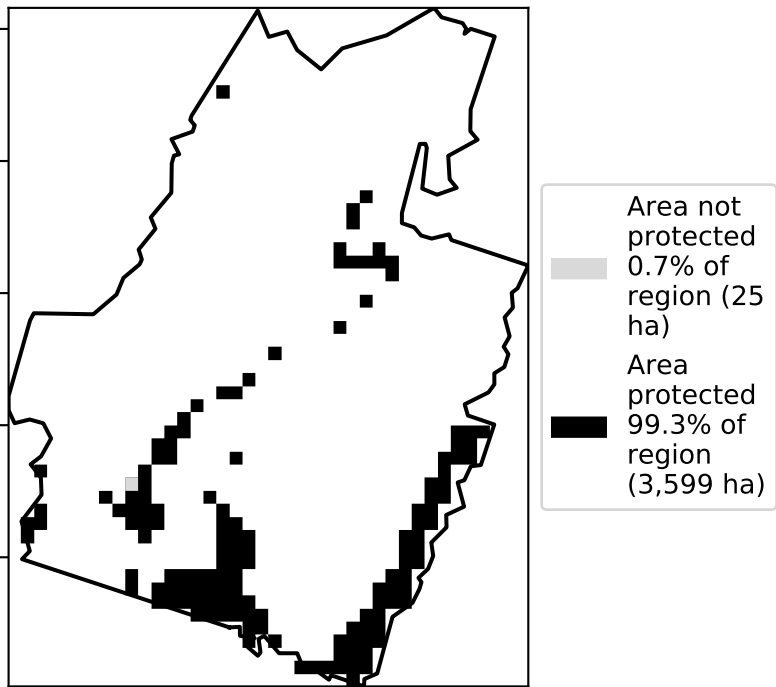 Area not
protected
0.7% of
region (25
ha)
Area
protected
99.3% of
region
(3,599 ha)